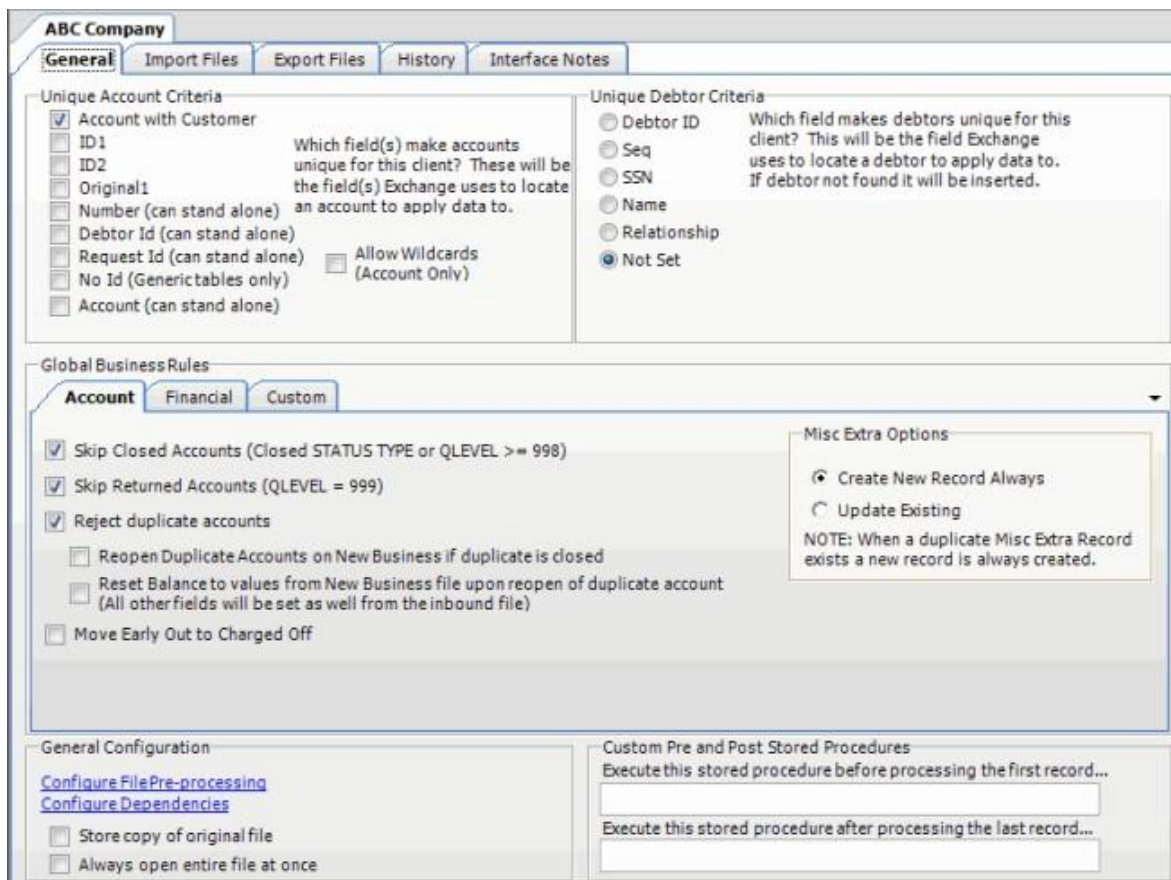 ABC Company
General
Import Files
Export Files
History
Interface Notes
Unique Account Criteria
Account with Customer
ID1
ID2
Original1
Number (can stand alone)
Debtor Id (can stand alone)
Request Id (can stand alone)
No Id (Generic tables only)
Account (can stand alone)
Which field(s) make accounts
unique for this client? These will be
the field(s) Exchange uses to locate
an account to apply data to.
Allow Wildcards
(Account Only)
Unique Debtor Criteria
Debtor ID
Seq
SSN
Name
Relationship
Not Set
Which field makes debtors unique for this
client? This will be the field Exchange
uses to locate a debtor to apply data to.
If debtor not found it will be inserted.
Global Business Rules
Account
Financial
Custom
Skip Closed Accounts (Closed STATUS TYPE or QLEVEL >= 998)
Skip Returned Accounts (QLEVEL = 999)
Reject duplicate accounts
Reopen Duplicate Accounts on New Business if duplicate is closed
Reset Balance to values from New Business file upon reopen of duplicate account
(All other fields will be set as well from the inbound file)
Move Early Out to Charged Off
Misc Extra Options
Create New Record Always
Update Existing
NOTE: When a duplicate Misc Extra Record
exists a new record is always created.
General Configuration
Configure File Pre-processing
Configure Dependencies
Store copy of original file
Always open entire file at once
Custom Pre and Post Stored Procedures
Execute this stored procedure before processing the first record...
Execute this stored procedure after processing the last record...